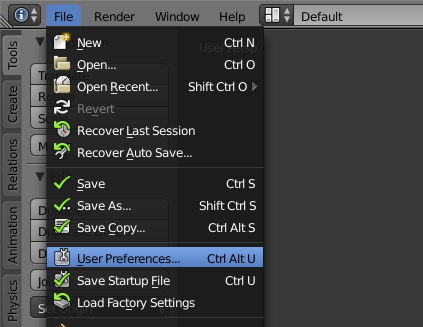 File Render Window Help Default
New Ctrl N
Open... Ctrl O
Open Recent... Shift Ctrl O
Revert
Recover Last Session
Recover Auto Save...
Save Ctrl S
Save As... Shift Ctrl S
Save Copy... Ctrl Alt S
User Preferences... Ctrl Alt U
Save Startup File Ctrl U
Load Factory Settings
Tools
Create
Relations
Animation
Physics